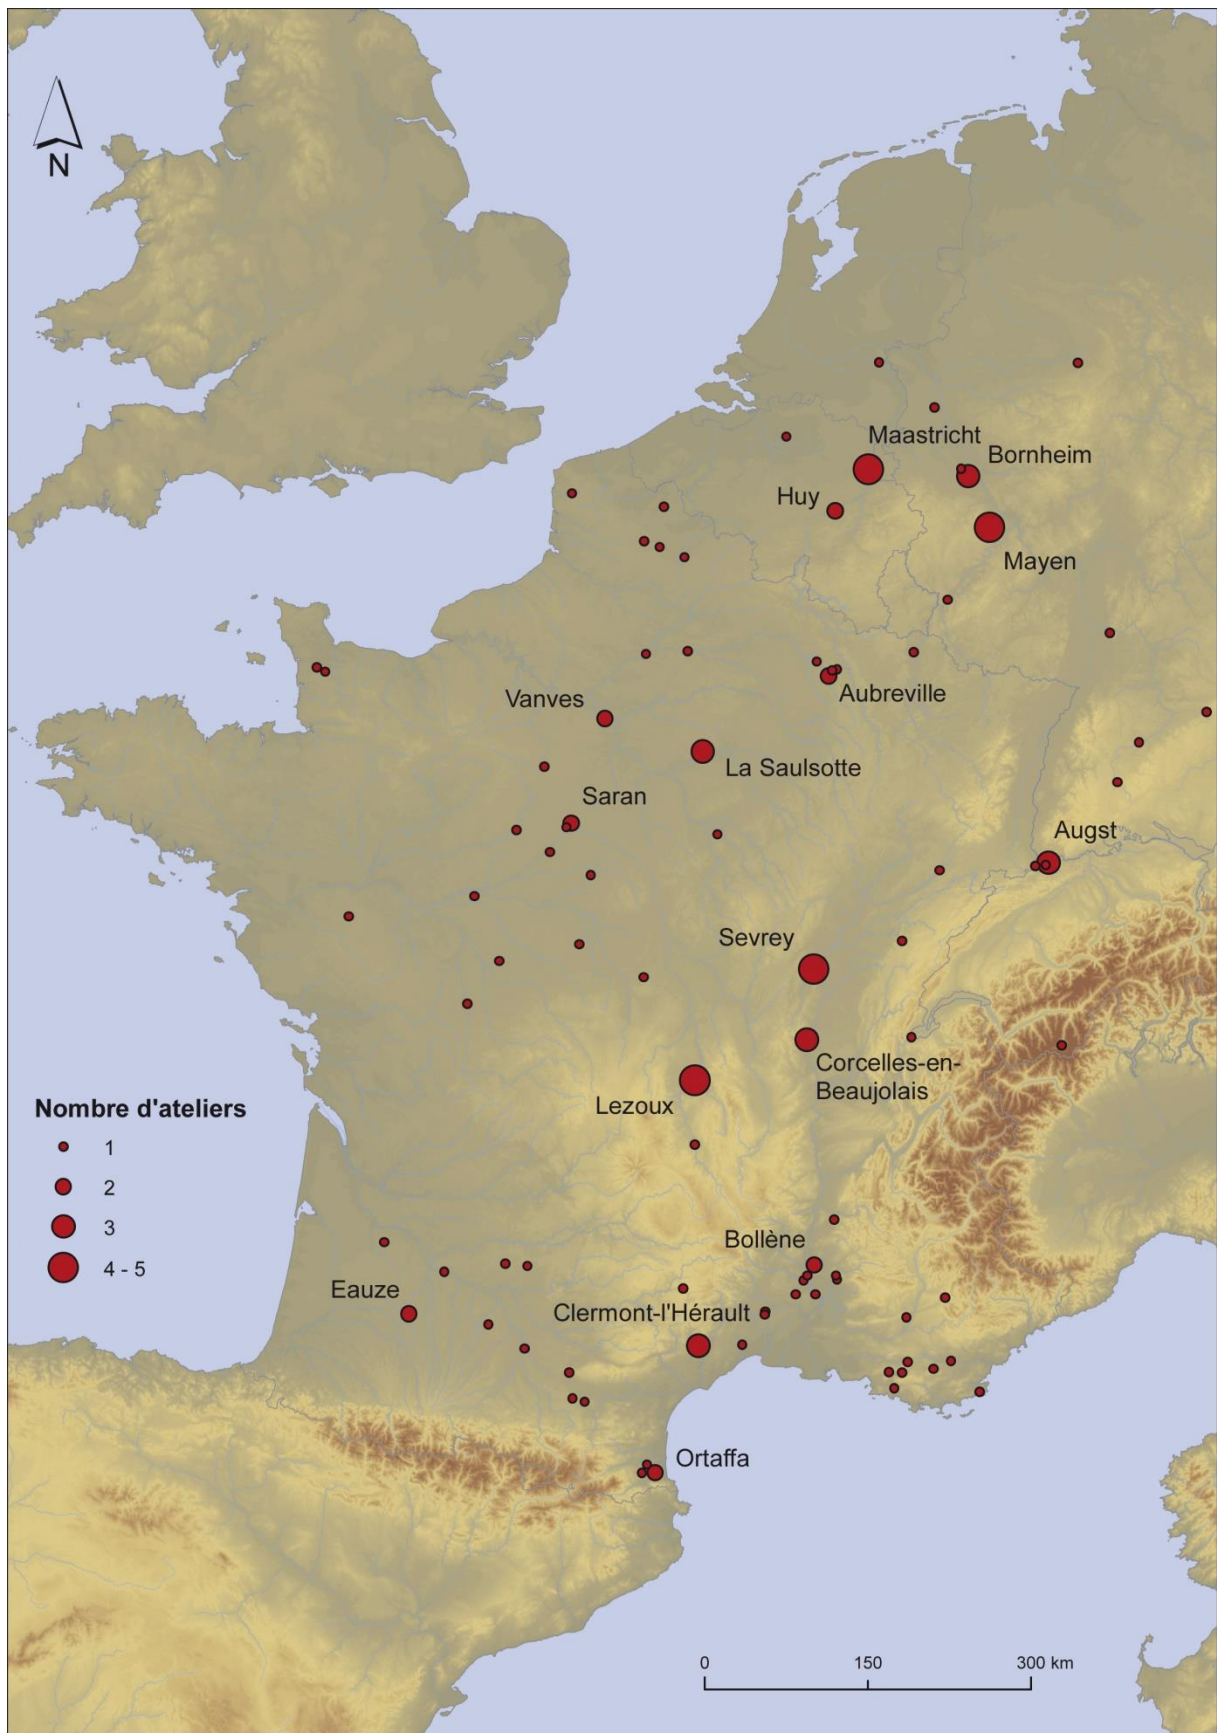 N
Maastricht
Bornheim
Huy
Mayen
Aubreville
Vanves
La Saulsotte
Saran
Augst
Sevrey
Corcelles-en-
Beaujolais
Lezoux
Nombre d'ateliers
1
2
3
4 - 5
Bollène
Eauze
Clermont-l'Hérault
Ortaffa
0 150 300 km